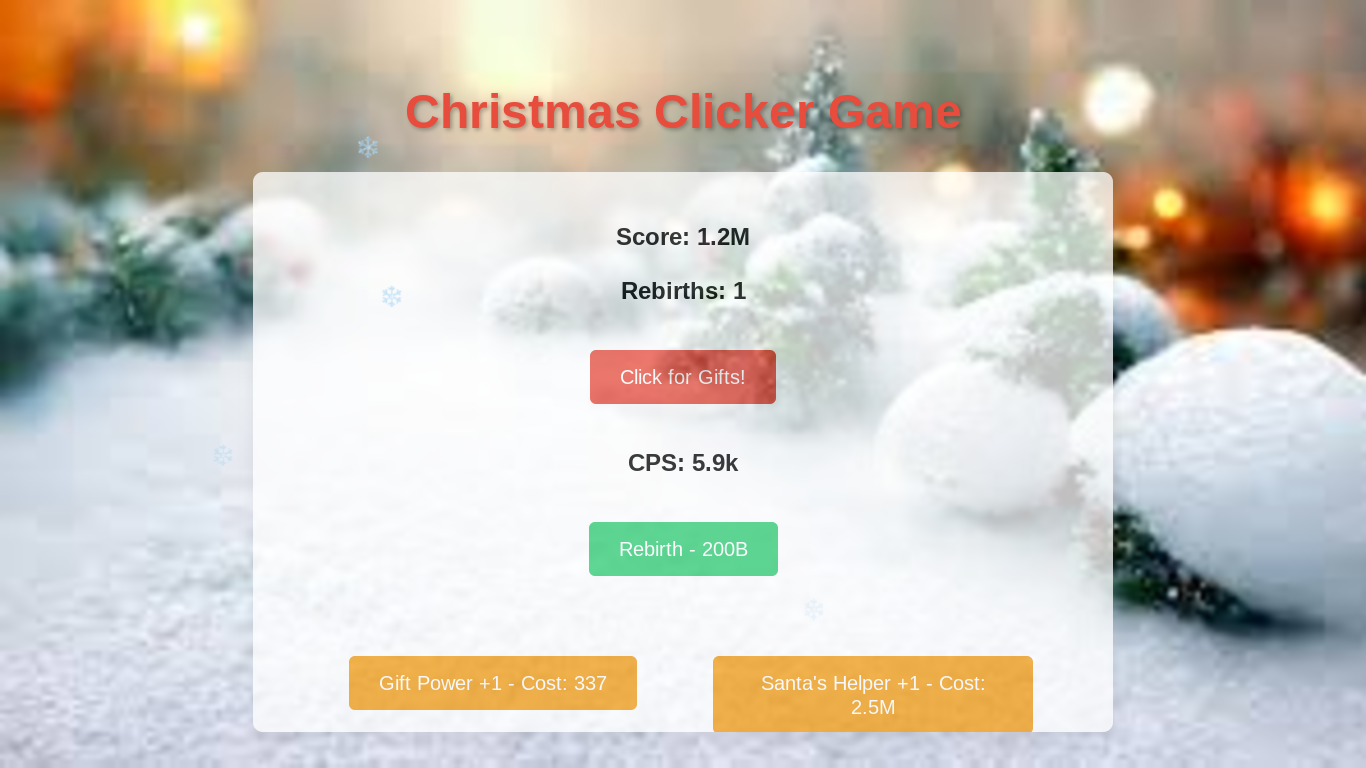 Christmas Clicker Game
Score: 1.2M
Rebirths: 1
Click for Gifts!
CPS: 5.9k
Rebirth - 200B
Gift Power +1 - Cost: 337
Santa's Helper +1 - Cost:
2.5M